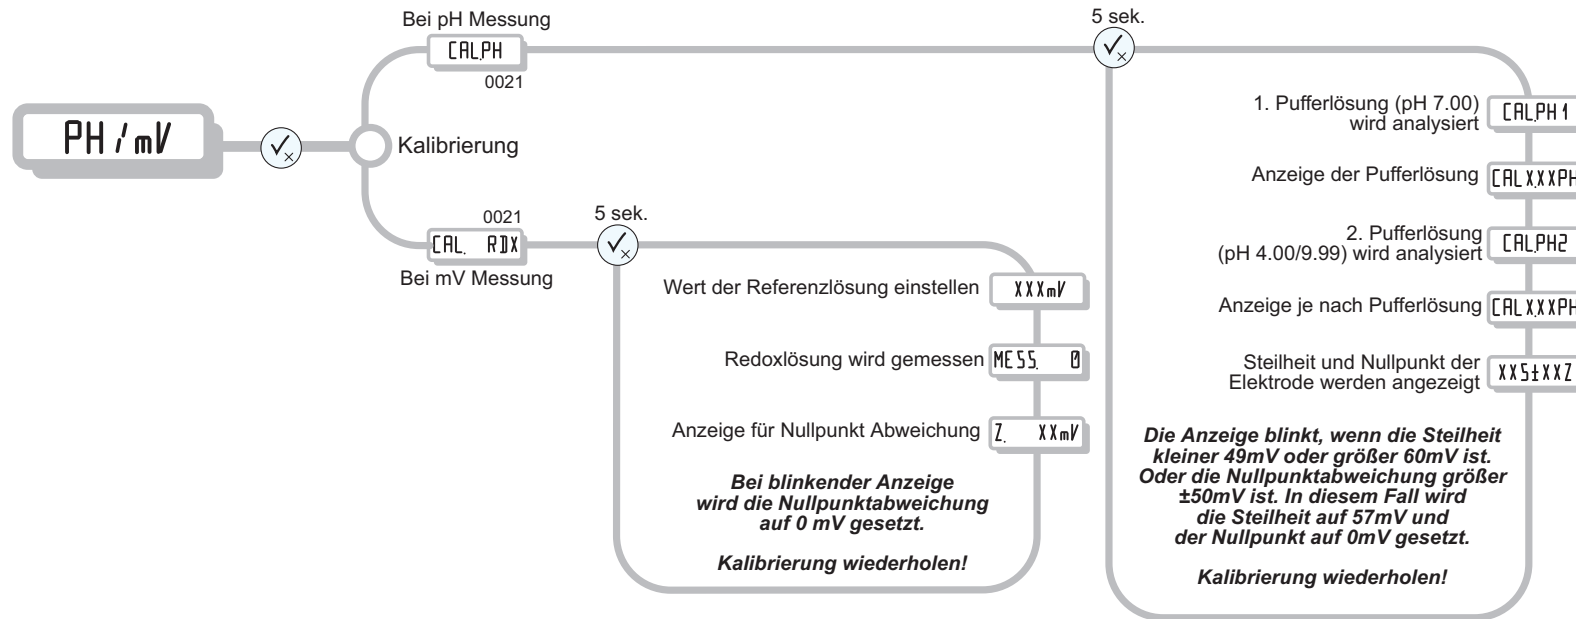 Bei pH Messung
CAL.PH
0021
5 sek.
PH / mV
Kalibrierung
0021
CAL. RDX
Bei mV Messung
5 sek.
Wert der Referenzlösung einstellen
XXXmV
Redoxlösung wird gemessen
MESS. 0
Anzeige für Nullpunkt Abweichung
Z. XXmV
Bei blinkender Anzeige
wird die Nullpunktabweichung
auf 0 mV gesetzt.
Kalibrierung wiederholen!
1. Pufferlösung (pH 7.00)
wird analysiert
CAL.PH1
Anzeige der Pufferlösung
CALX.XXPH
2. Pufferlösung
(pH 4.00/9.99) wird analysiert
CAL.PH2
Anzeige je nach Pufferlösung
CALX.XXPH
Steilheit und Nullpunkt der
Elektrode werden angezeigt
XXS±XXZ
Die Anzeige blinkt, wenn die Steilheit
kleiner 49mV oder größer 60mV ist.
Oder die Nullpunktabweichung größer
±50mV ist. In diesem Fall wird
die Steilheit auf 57mV und
der Nullpunkt auf 0mV gesetzt.
Kalibrierung wiederholen!